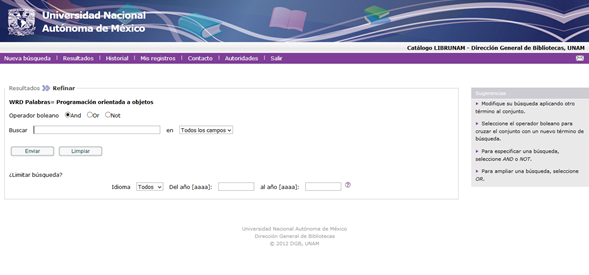 Universidad Nacional
Autónoma de México
Catálogo LIBRUNAM - Dirección General de Bibliotecas, UNAM
Nueva búsqueda | Resultados | Historial | Mis registros | Contacto | Autoridades | Salir
Resultados Refinar
WRD Palabras= Programación orientada a objetos
Operador boleano And Or Not
Buscar en Todos los campos
Enviar Limpiar
¿Limitar búsqueda?
Idioma Todos Del año [aaaa]: al año [aaaa]: ?
Sugerencias
Modifique su búsqueda aplicando otro
término al conjunto.
Seleccione el operador boleano para
cruzar el conjunto con un nuevo término de
búsqueda.
Para especificar una búsqueda,
seleccione AND o NOT.
Para ampliar una búsqueda, seleccione
OR.
Universidad Nacional Autónoma de México
Dirección General de Bibliotecas
© 2012 DGB, UNAM